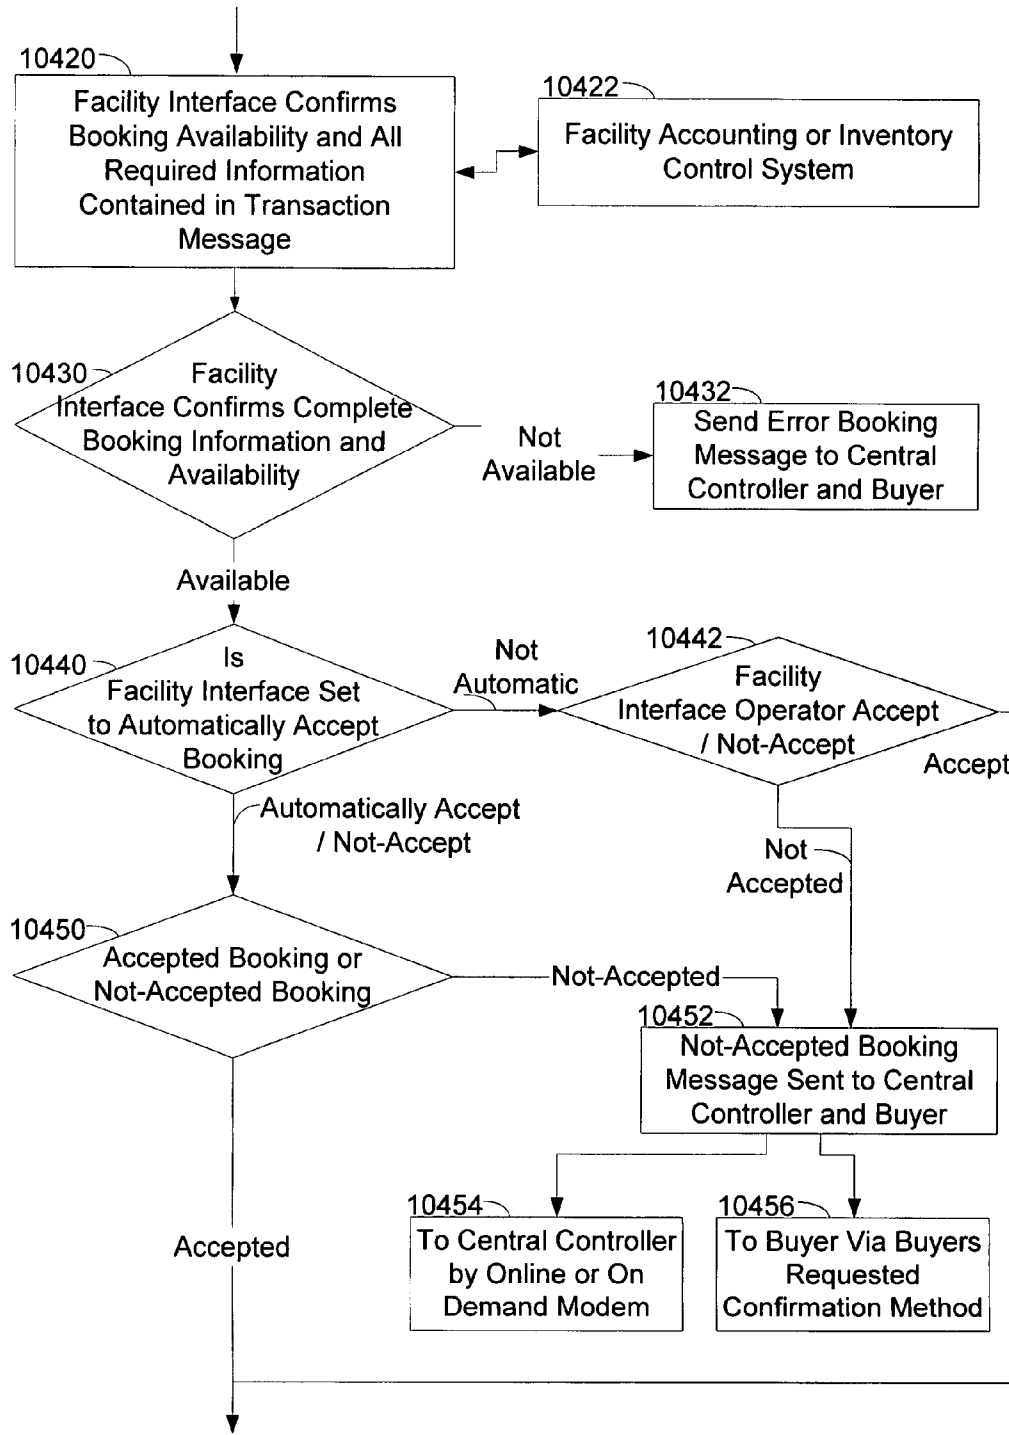 10420
Facility Interface Confirms
Booking Availability and All
Required Information
Contained in Transaction
Message
10422
Facility Accounting or Inventory
Control System
10430
Facility
Interface Confirms Complete
Booking Information and
Availability
Not
Available
10432
Send Error Booking
Message to Central
Controller and Buyer
Available
10440
Is
Facility Interface Set
to Automatically Accept
Booking
Not
Automatic
10442
Facility
Interface Operator Accept
/ Not-Accept
Accept
Automatically Accept
/ Not-Accept
Not
Accepted
10450
Accepted Booking or
Not-Accepted Booking
Not-Accepted
10452
Not-Accepted Booking
Message Sent to Central
Controller and Buyer
10454
To Central Controller
by Online or On
Demand Modem
10456
To Buyer Via Buyers
Requested
Confirmation Method
Accepted